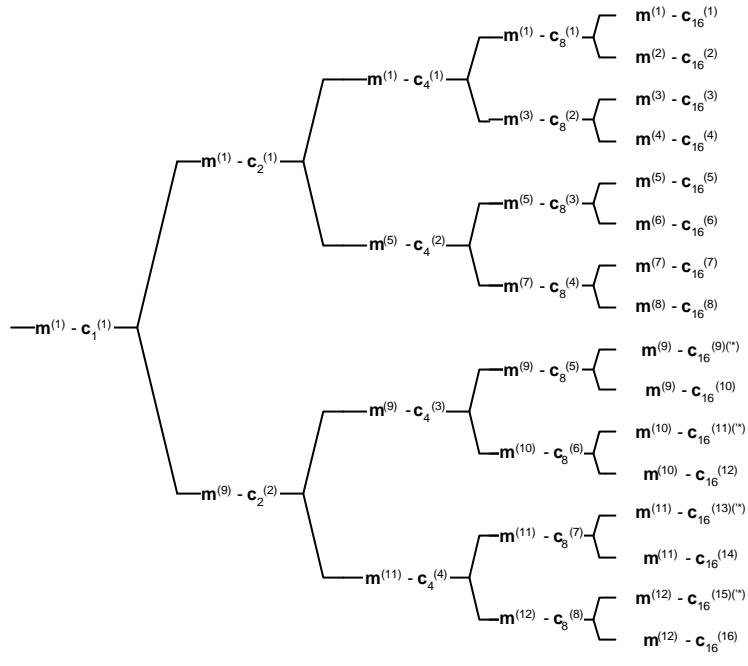 m(1) - c16(1)
m(1) - c8(1)
m(2) - c16(2)
m(1) - c4(1)
m(3) - c16(3)
m(3) - c8(2)
m(4) - c16(4)
m(1) - c2(1)
m(5) - c16(5)
m(5) - c8(3)
m(6) - c16(6)
m(5) - c4(2)
m(7) - c16(7)
m(7) - c8(4)
m(8) - c16(8)
m(1) - c1(1)
m(9) - c16(9)('*)
m(9) - c8(5)
m(9) - c16(10)
m(9) - c4(3)
m(10) - c16(11)('*)
m(10) - c8(6)
m(10) - c16(12)
m(9) - c2(2)
m(11) - c16(13)('*)
m(11) - c8(7)
m(11) - c16(14)
m(11) - c4(4)
m(12) - c16(15)('*)
m(12) - c8(8)
m(12) - c16(16)